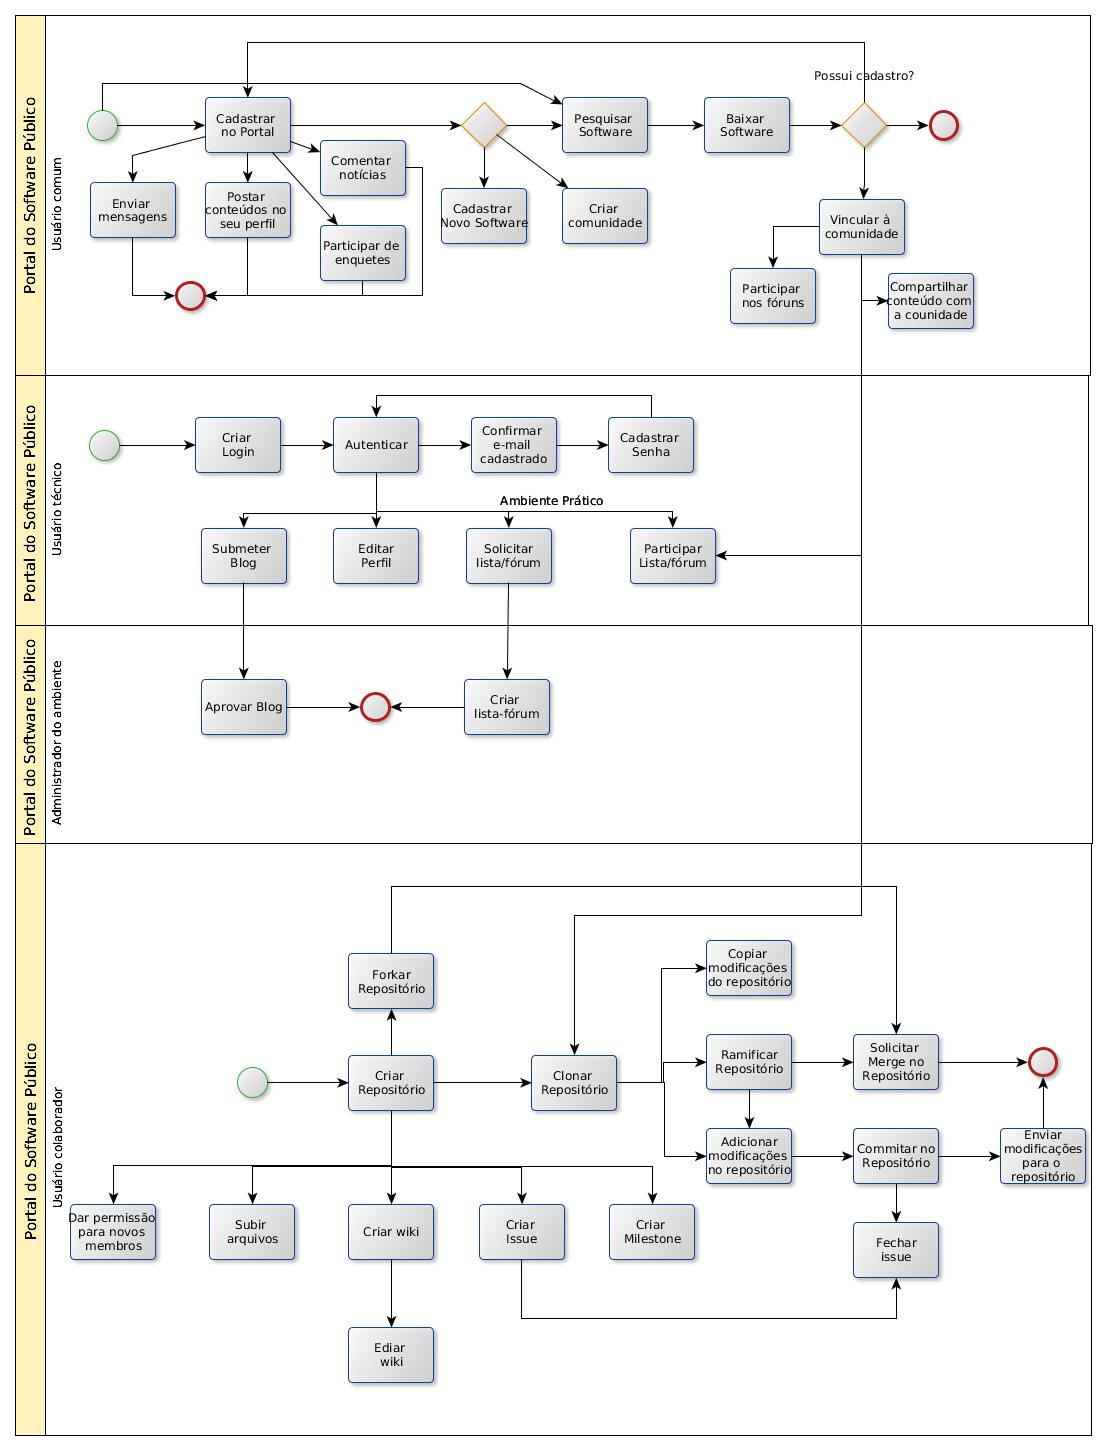 Portal do Software Público
Usuário comum
Possui cadastro?
Cadastrar
no Portal
Pesquisar
Software
Baixar
Software
Comentar
notícias
Enviar
mensagens
Postar
conteúdos no
seu perfil
Cadastrar
Novo Software
Criar
comunidade
Vincular à
comunidade
Participar de
enquetes
Participar
nos fóruns
Compartilhar
conteúdo com
a counidade
Portal do Software Público
Usuário técnico
Criar
Login
Autenticar
Confirmar
e-mail
cadastrado
Cadastrar
Senha
Ambiente Prático
Submeter
Blog
Editar
Perfil
Solicitar
lista/fórum
Participar
Lista/fórum
Portal do Software Público
Administrador do ambiente
Aprovar Blog
Criar
lista-fórum
Portal do Software Público
Usuário colaborador
Forkar
Repositório
Copiar
modificações
do repositório
Criar
Repositório
Clonar
Repositório
Ramificar
Repositório
Solicitar
Merge no
Repositório
Adicionar
modificações
no repositório
Commitar no
Repositório
Enviar
modificações
para o
repositório
Dar permissão
para novos
membros
Subir
arquivos
Criar wiki
Criar
Issue
Criar
Milestone
Fechar
issue
Ediar
wiki